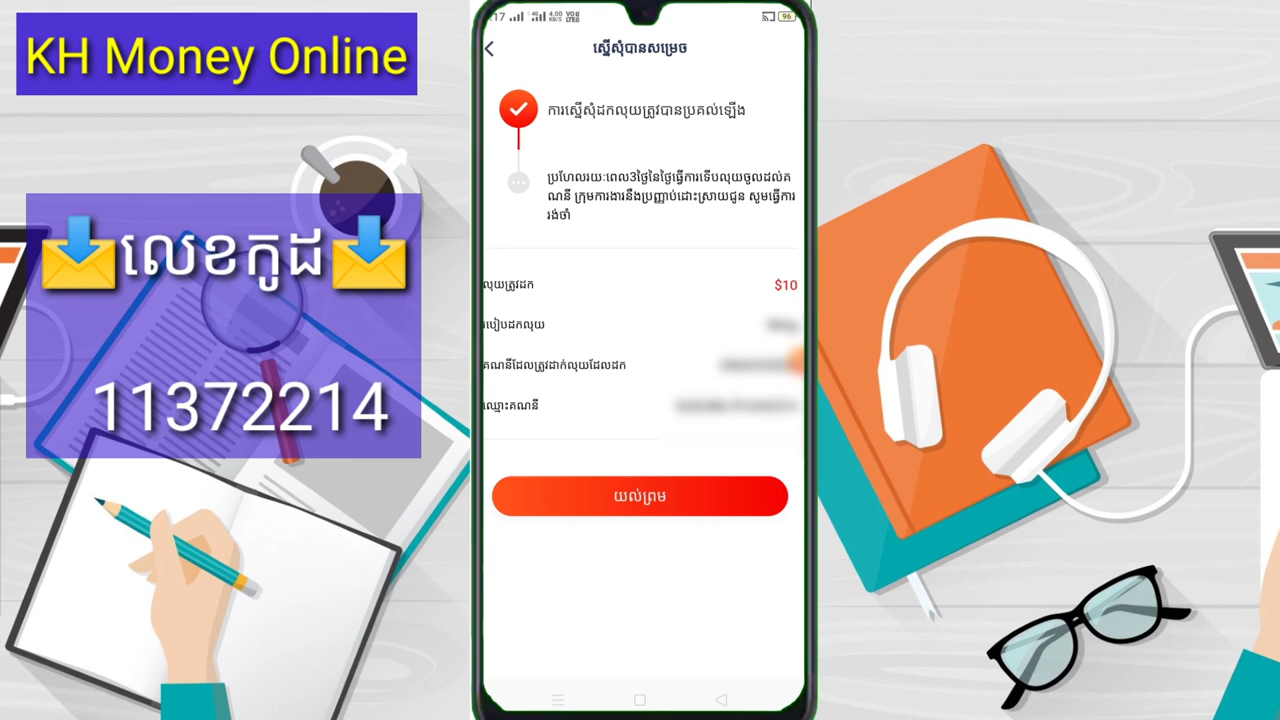 KH Money Online
លេខកូដ
11372214
:17
4G
4.00
KB/S
96
ស្នើសុំបានសម្រេច
ការស្នើសុំដកលុយត្រូវបានប្រគល់ឡើង
ប្រហែលរយៈពេល3ថ្ងៃនៃថ្ងៃធ្វើការទើបលុយចូលដល់គ
ណនី ក្រុមការងារនឹងប្រញាប់ដោះស្រាយជូន សូមធ្វើការ
រង់ចាំ
លុយត្រូវដក $10
របៀបដកលុយ
គណនីដែលត្រូវដាក់លុយដែលដក
ឈ្មោះគណនី
យល់ព្រម